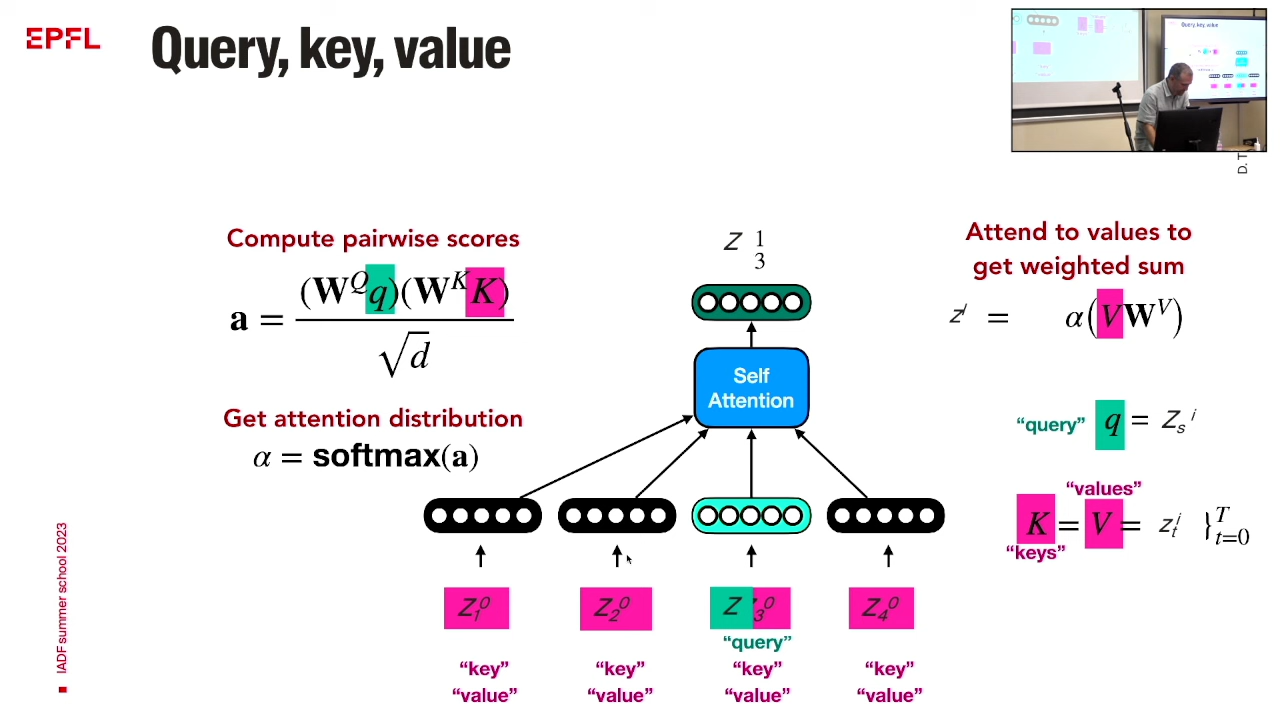 EPFL
Query, key, value
D. T
Compute pairwise scores
a = (W^Q q)(W^K K) / √d
Get attention distribution
α = softmax(a)
Z 1 3
Self
Attention
Attend to values to
get weighted sum
z^i = α(VW^V)
"query" q = Z_s^i
"values"
K = V = z_t^i }_{t=0}^T
"keys"
Z_1^0 Z_2^0 Z_3^0 Z_4^0
"query"
"key" "key" "key" "key"
"value" "value" "value" "value"
IADF summer school 2023